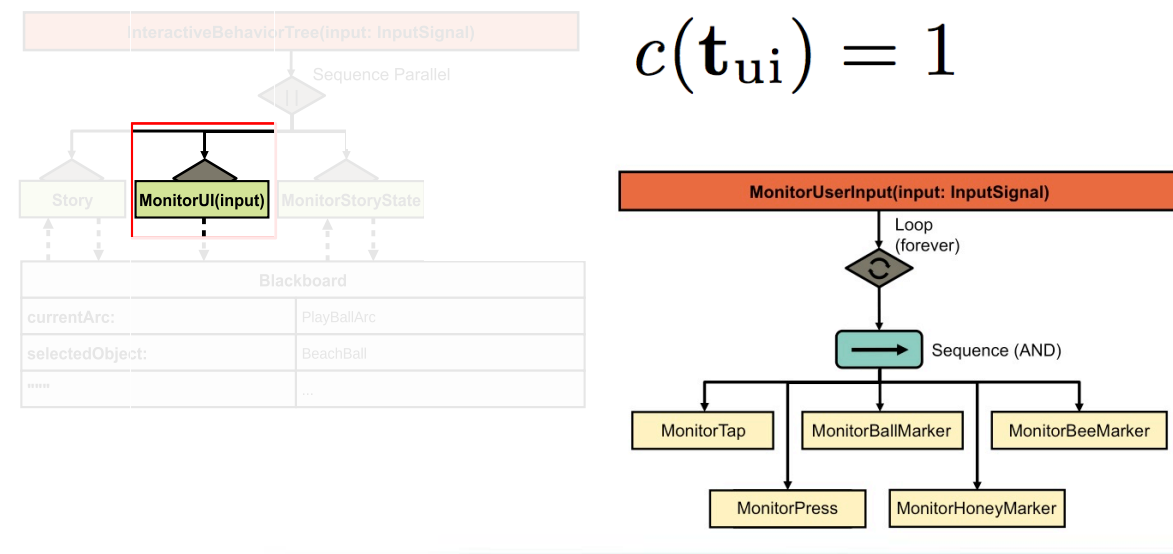 InteractiveBehaviorTree(input: InputSignal)
Sequence Parallel
Story
MonitorUI(input)
MonitorStoryState
Blackboard
currentArc:
PlayBallArc
selectedObject:
BeachBall
""""
...
c(t_ui) = 1
MonitorUserInput(input: InputSignal)
Loop
(forever)
Sequence (AND)
MonitorTap
MonitorBallMarker
MonitorBeeMarker
MonitorPress
MonitorHoneyMarker